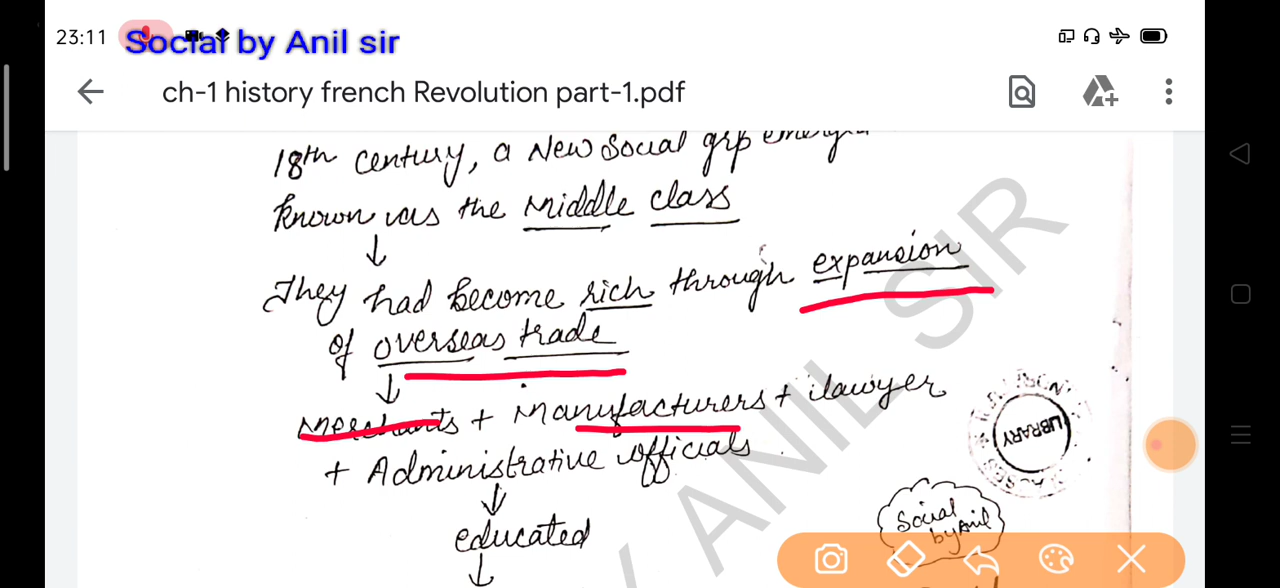 23:11
Social by Anil sir
ch-1 history french Revolution part-1.pdf
18th century, a New Social grp
known as the middle class
↓
They had become rich through expansion
of overseas trade
↓
Merchants + Manufacturers + lawyer
+ Administrative officials
↓
educated
↓
ANIL SIR
LIBRARY
Social
by Anil